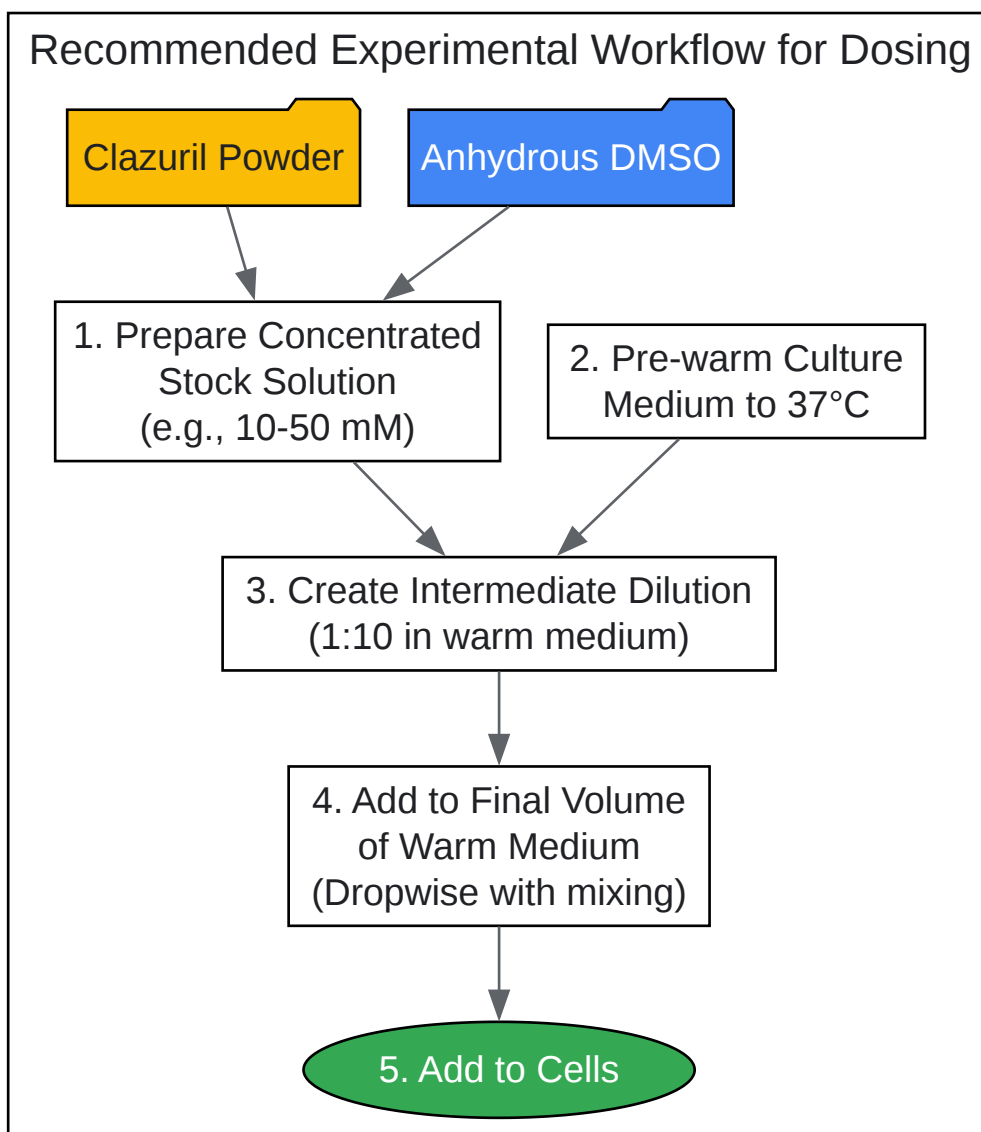 Recommended Experimental Workflow for Dosing
Clazuril Powder
Anhydrous DMSO
1. Prepare Concentrated
Stock Solution
(e.g., 10-50 mM)
2. Pre-warm Culture
Medium to 37°C
3. Create Intermediate Dilution
(1:10 in warm medium)
4. Add to Final Volume
of Warm Medium
(Dropwise with mixing)
5. Add to Cells